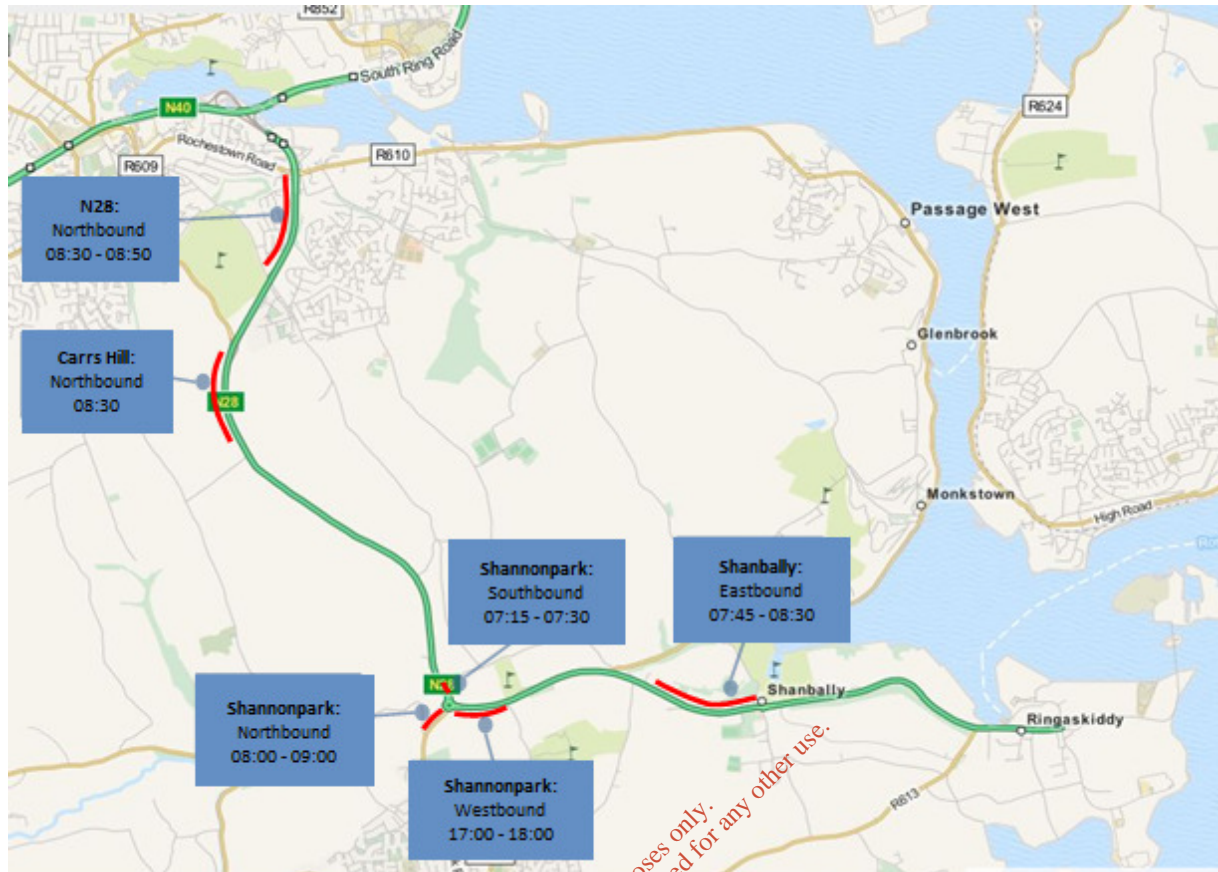 R852
South Ring Road
N40
R624
Rochestown Road
R610
R609
N28:
Northbound
08:30 - 08:50
Passage West
Glenbrook
Carrs Hill:
Northbound
08:30
N28
Monkstown
High Road
Shannonpark:
Southbound
07:15 - 07:30
Shanbally:
Eastbound
07:45 - 08:30
Shanbally
Ringaskiddy
Shannonpark:
Northbound
08:00 - 09:00
Shannonpark:
Westbound
17:00 - 18:00
R613
only.
for any other use.